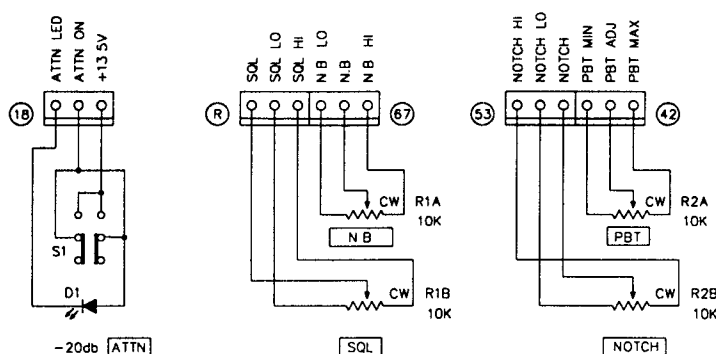 ATTN LED
ATTN ON
+13 5V
SQL
SQL LO
SQL HI
N B LO
N B
N B HI
NOTCH HI
NOTCH LO
NOTCH
PBT MIN
PBT ADJ
PBT MAX
18
R
67
53
42
CW
R1A
10K
N B
CW
R2A
10K
PBT
S1
D1
CW
R1B
10K
CW
R2B
10K
-20db ATTN
SQL
NOTCH